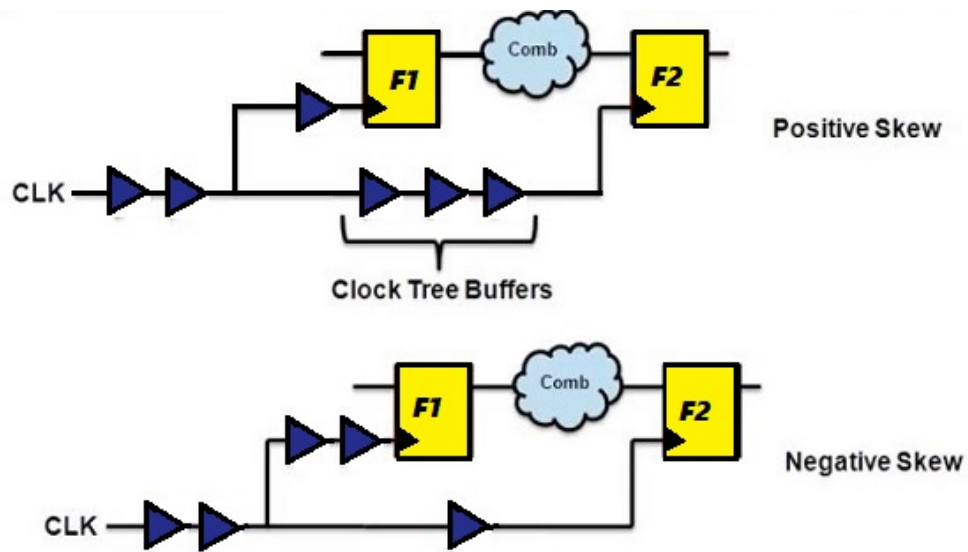 F1
Comb
F2
Positive Skew
CLK
Clock Tree Buffers
F1
Comb
F2
Negative Skew
CLK